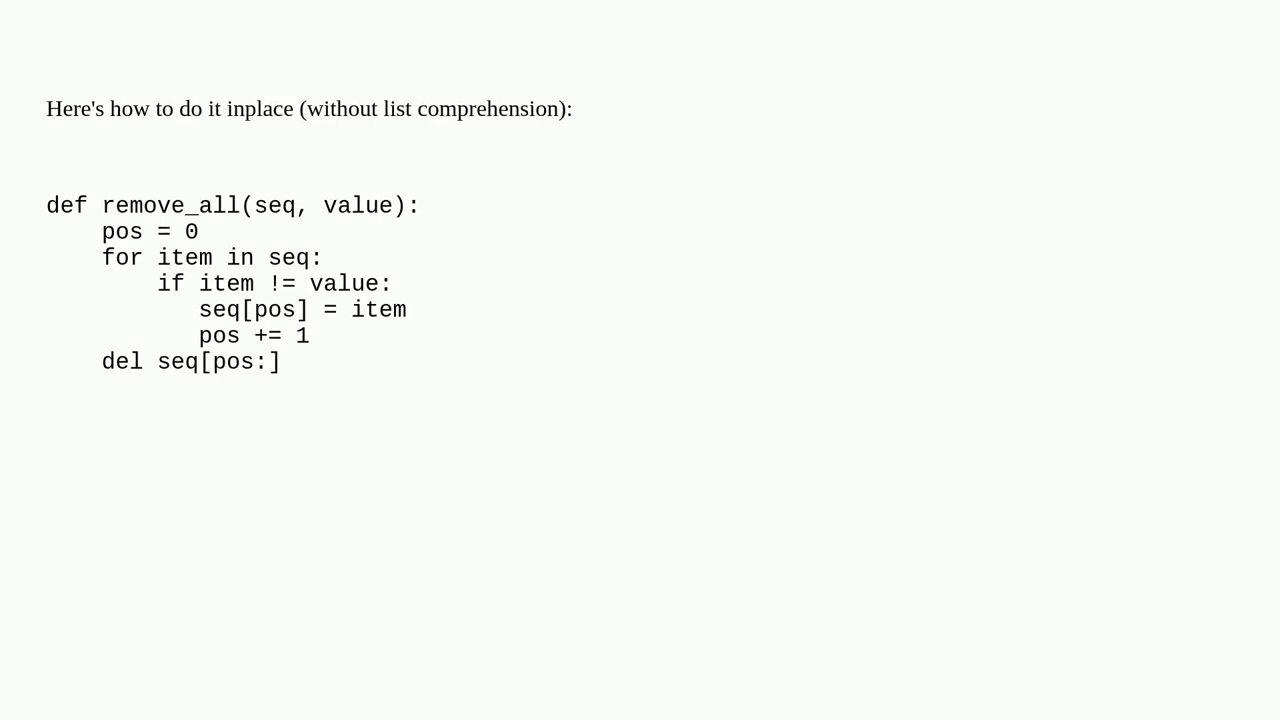 Here's how to do it inplace (without list comprehension):
def remove_all(seq, value):
    pos = 0
    for item in seq:
        if item != value:
           seq[pos] = item
           pos += 1
    del seq[pos:]